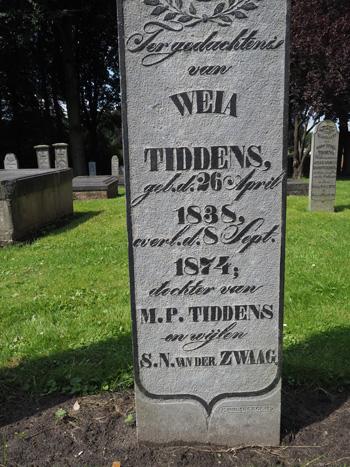 Ter gedachtenis
van
WEIA
TIDDENS,
geb. d. 26 April
1838,
overl. d. 8 Sept.
1874;
dochter van
M.P. TIDDENS
en wijlen
S.N. VAN DER ZWAAG.